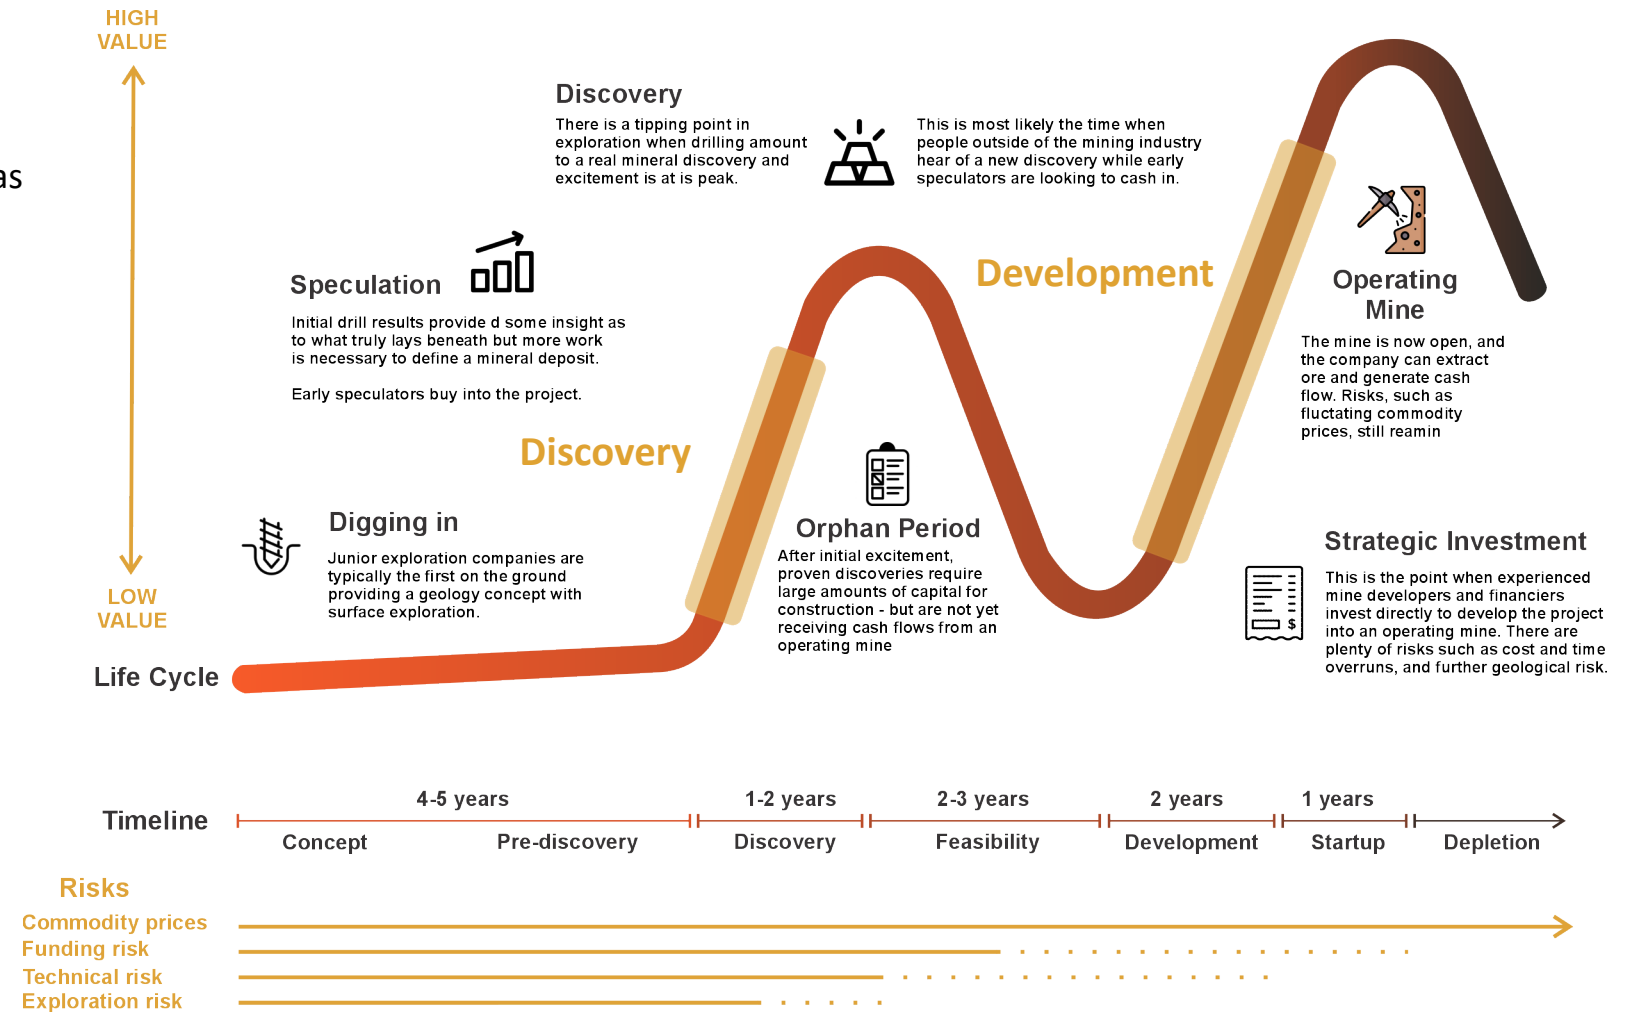 HIGH
VALUE
as
Discovery
There is a tipping point in
exploration when drilling amount
to a real mineral discovery and
excitement is at is peak.
This is most likely the time when
people outside of the mining industry
hear of a new discovery while early
speculators are looking to cash in.
Speculation
Initial drill results provide d some insight as
to what truly lays beneath but more work
is necessary to define a mineral deposit.
Early speculators buy into the project.
Development
Operating
Mine
The mine is now open, and
the company can extract
ore and generate cash
flow. Risks, such as
fluctating commodity
prices, still reamin
Discovery
Digging in
Junior exploration companies are
typically the first on the ground
providing a geology concept with
surface exploration.
Orphan Period
After initial excitement,
proven discoveries require
large amounts of capital for
construction - but are not yet
receiving cash flows from an
operating mine
Strategic Investment
This is the point when experienced
mine developers and financiers
invest directly to develop the project
into an operating mine. There are
plenty of risks such as cost and time
overruns, and further geological risk.
$
LOW
VALUE
Life Cycle
Timeline
4-5 years
1-2 years
2-3 years
2 years
1 years
Concept
Pre-discovery
Discovery
Feasibility
Development
Startup
Depletion
Risks
Commodity prices
Funding risk
Technical risk
Exploration risk